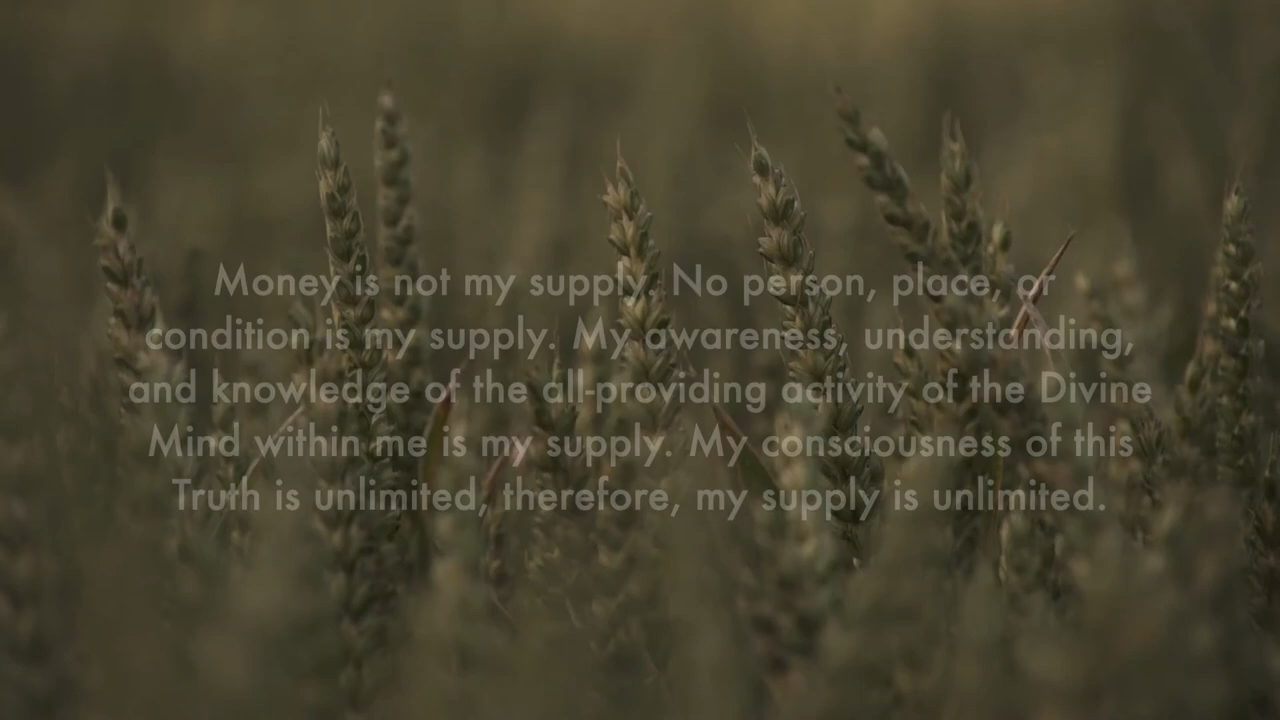 Money is not my supply. No person, place or
condition is my supply. My awareness, understanding,
and knowledge of the all-providing activity of the Divine
Mind within me is my supply. My consciousness of this
Truth is unlimited, therefore, my supply is unlimited.